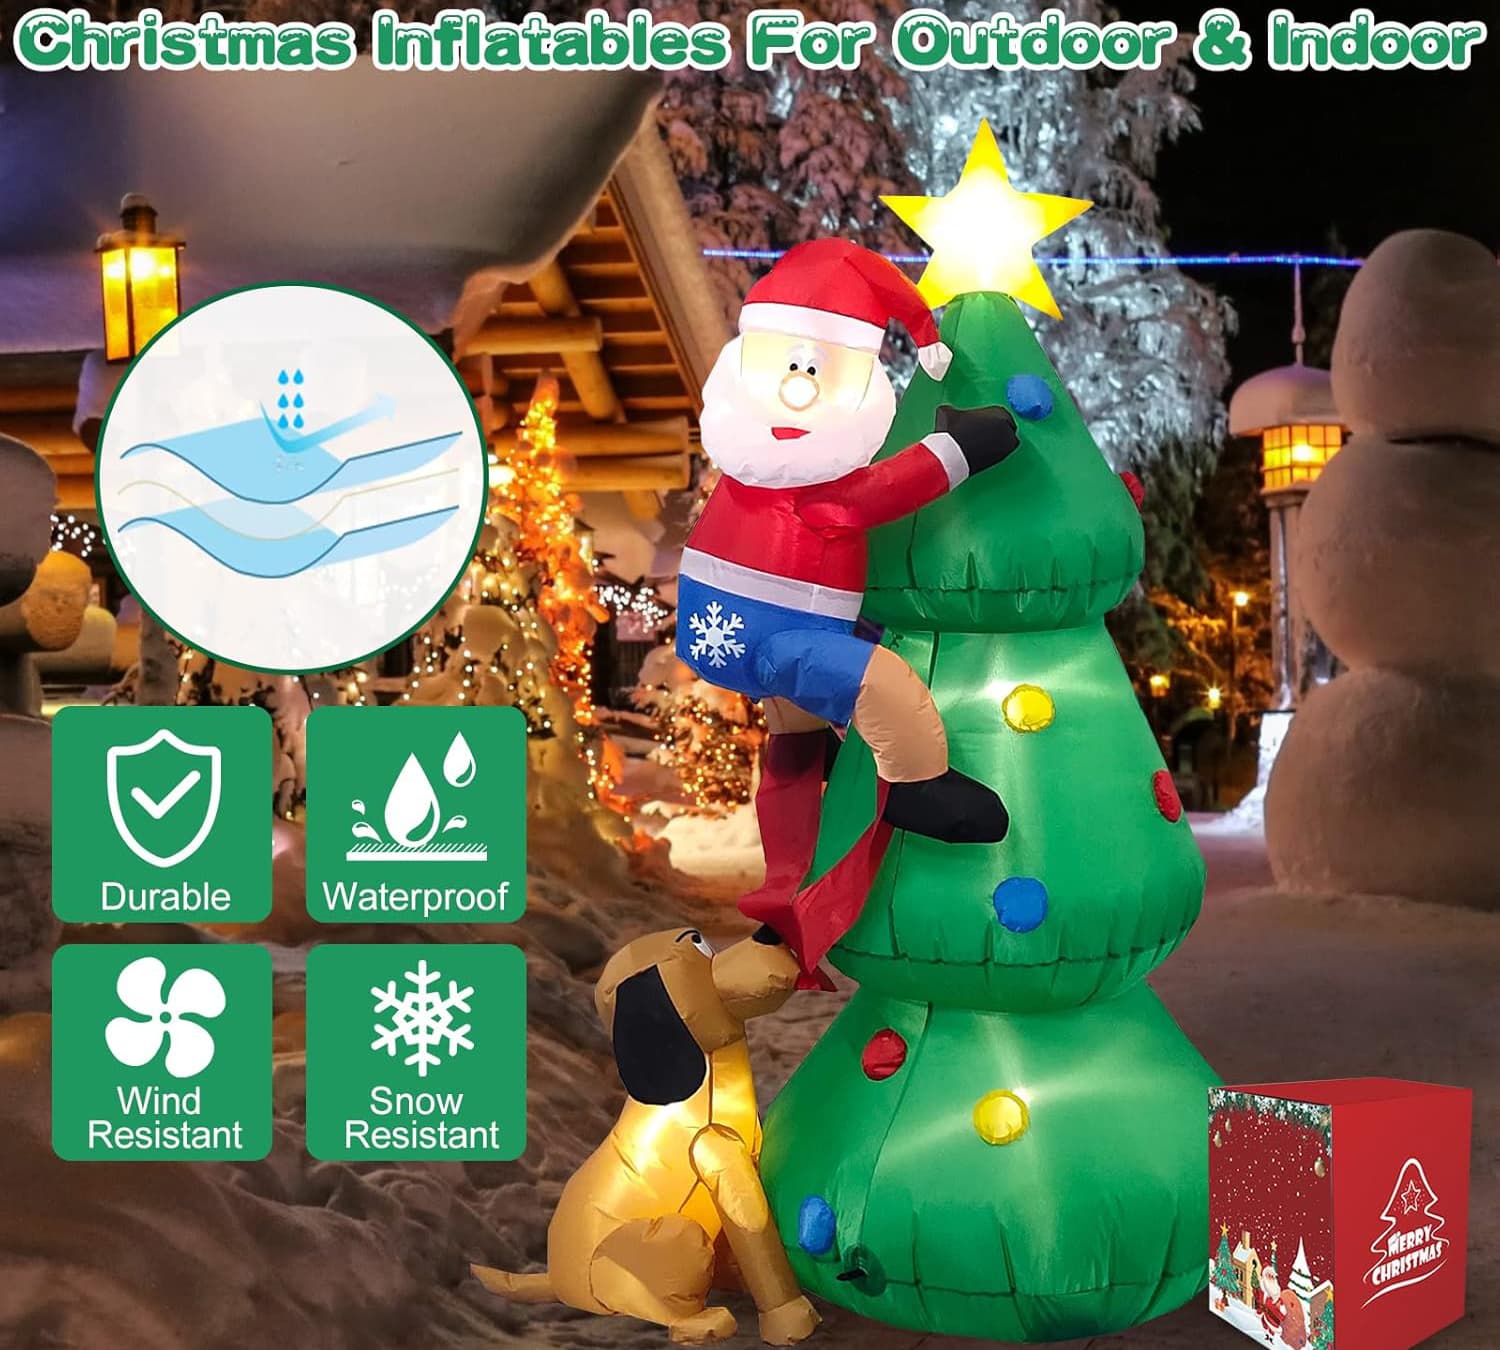 Christmas Inflatables For Outdoor & Indoor
Durable
Waterproof
Wind
Resistant
Snow
Resistant
MERRY
CHRISTMAS